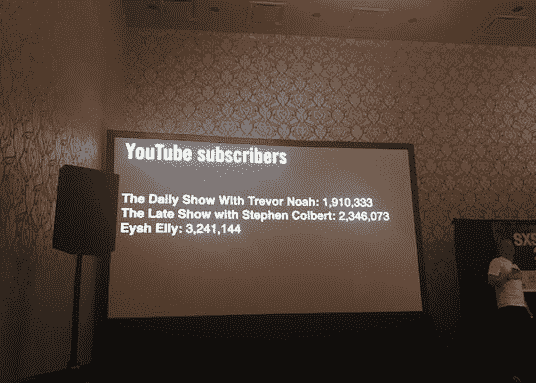 YouTube subscribers
The Daily Show With Trevor Noah: 1,910,333
The Late Show with Stephen Colbert: 2,346,073
Eysh Elly: 3,241,144
SXS